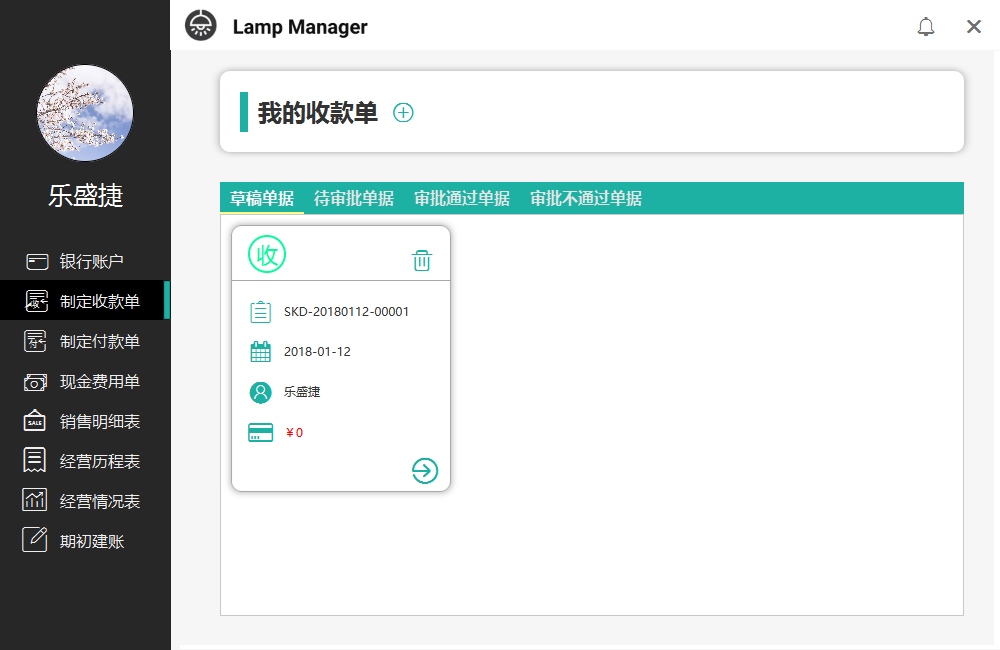 Lamp Manager
乐盛捷
银行账户
制定收款单
制定付款单
现金费用单
SALE
销售明细表
经营历程表
经营情况表
期初建账
我的收款单
草稿单据 待审批单据 审批通过单据 审批不通过单据
收
SKD-20180112-00001
2018-01-12
乐盛捷
¥0